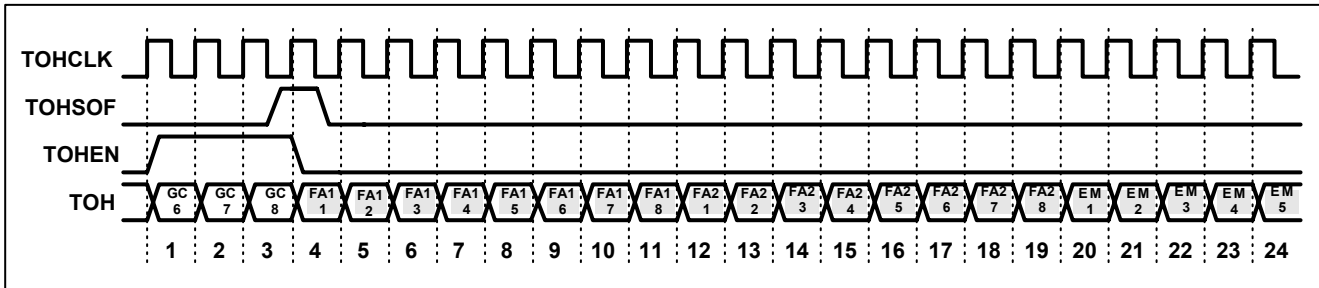 TOHCLK
TOHSOF
TOHEN
TOH
GC 6 GC 7 GC 8 FA1 1 FA1 2 FA1 3 FA1 4 FA1 5 FA1 6 FA1 7 FA1 8 FA2 1 FA2 2 FA2 3 FA2 4 FA2 5 FA2 6 FA2 7 FA2 8 EM 1 EM 2 EM 3 EM 4 EM 5
1 2 3 4 5 6 7 8 9 10 11 12 13 14 15 16 17 18 19 20 21 22 23 24